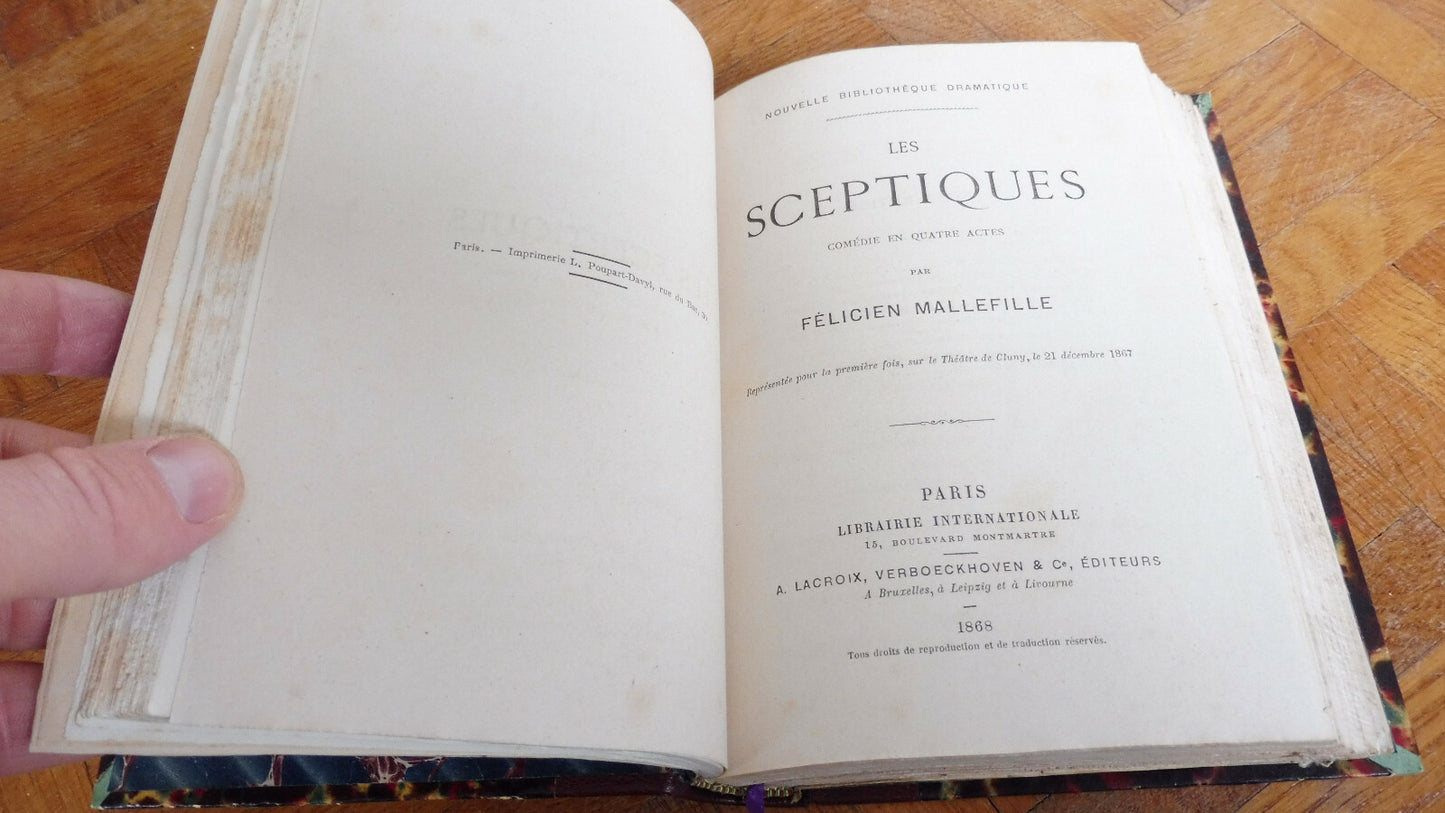 Paris. — Imprimerie L. Poupart-Davyl, rue du Bac,
NOUVELLE BIBLIOTHÈQUE DRAMATIQUE
LES
SCEPTIQUES
COMÉDIE EN QUATRE ACTES
PAR
FÉLICIEN MALLEFILLE
Représentée pour la première fois, sur le Théâtre de Cluny, le 21 décembre 1867
PARIS
LIBRAIRIE INTERNATIONALE
15, BOULEVARD MONTMARTRE
A. LACROIX, VERBOECKHOVEN & Ce, ÉDITEURS
A Bruxelles, à Leipzig et à Livourne
1868
Tous droits de reproduction et de traduction réservés.